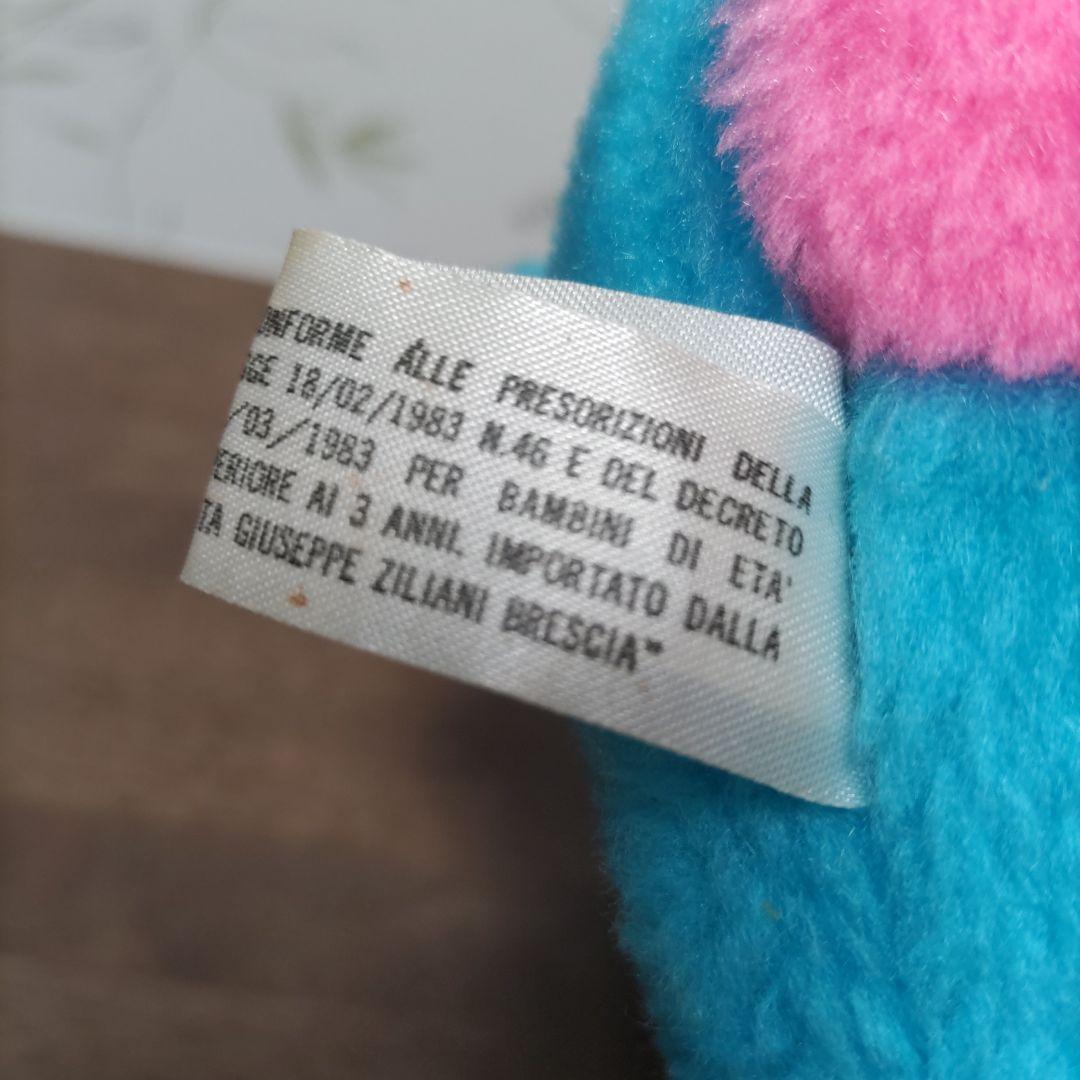 ONFORME ALLE PRESORIZIONI DELLA
GE 18/02/1983 N.46 E DEL DECRETO
/03/1983 PER BAMBINI DI ETA'
ERIORE AI 3 ANNI. IMPORTATO DALLA
TA GIUSEPPE ZILIANI BRESCIA"